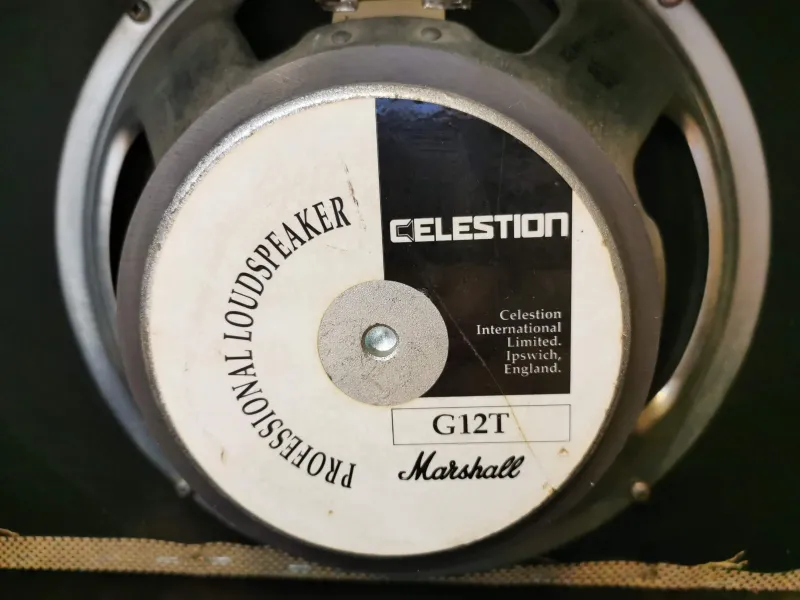 PROFESSIONAL LOUDSPEAKER
CELESTION
Celestion
International
Limited.
Ipswich,
England.
G12T
Marshall